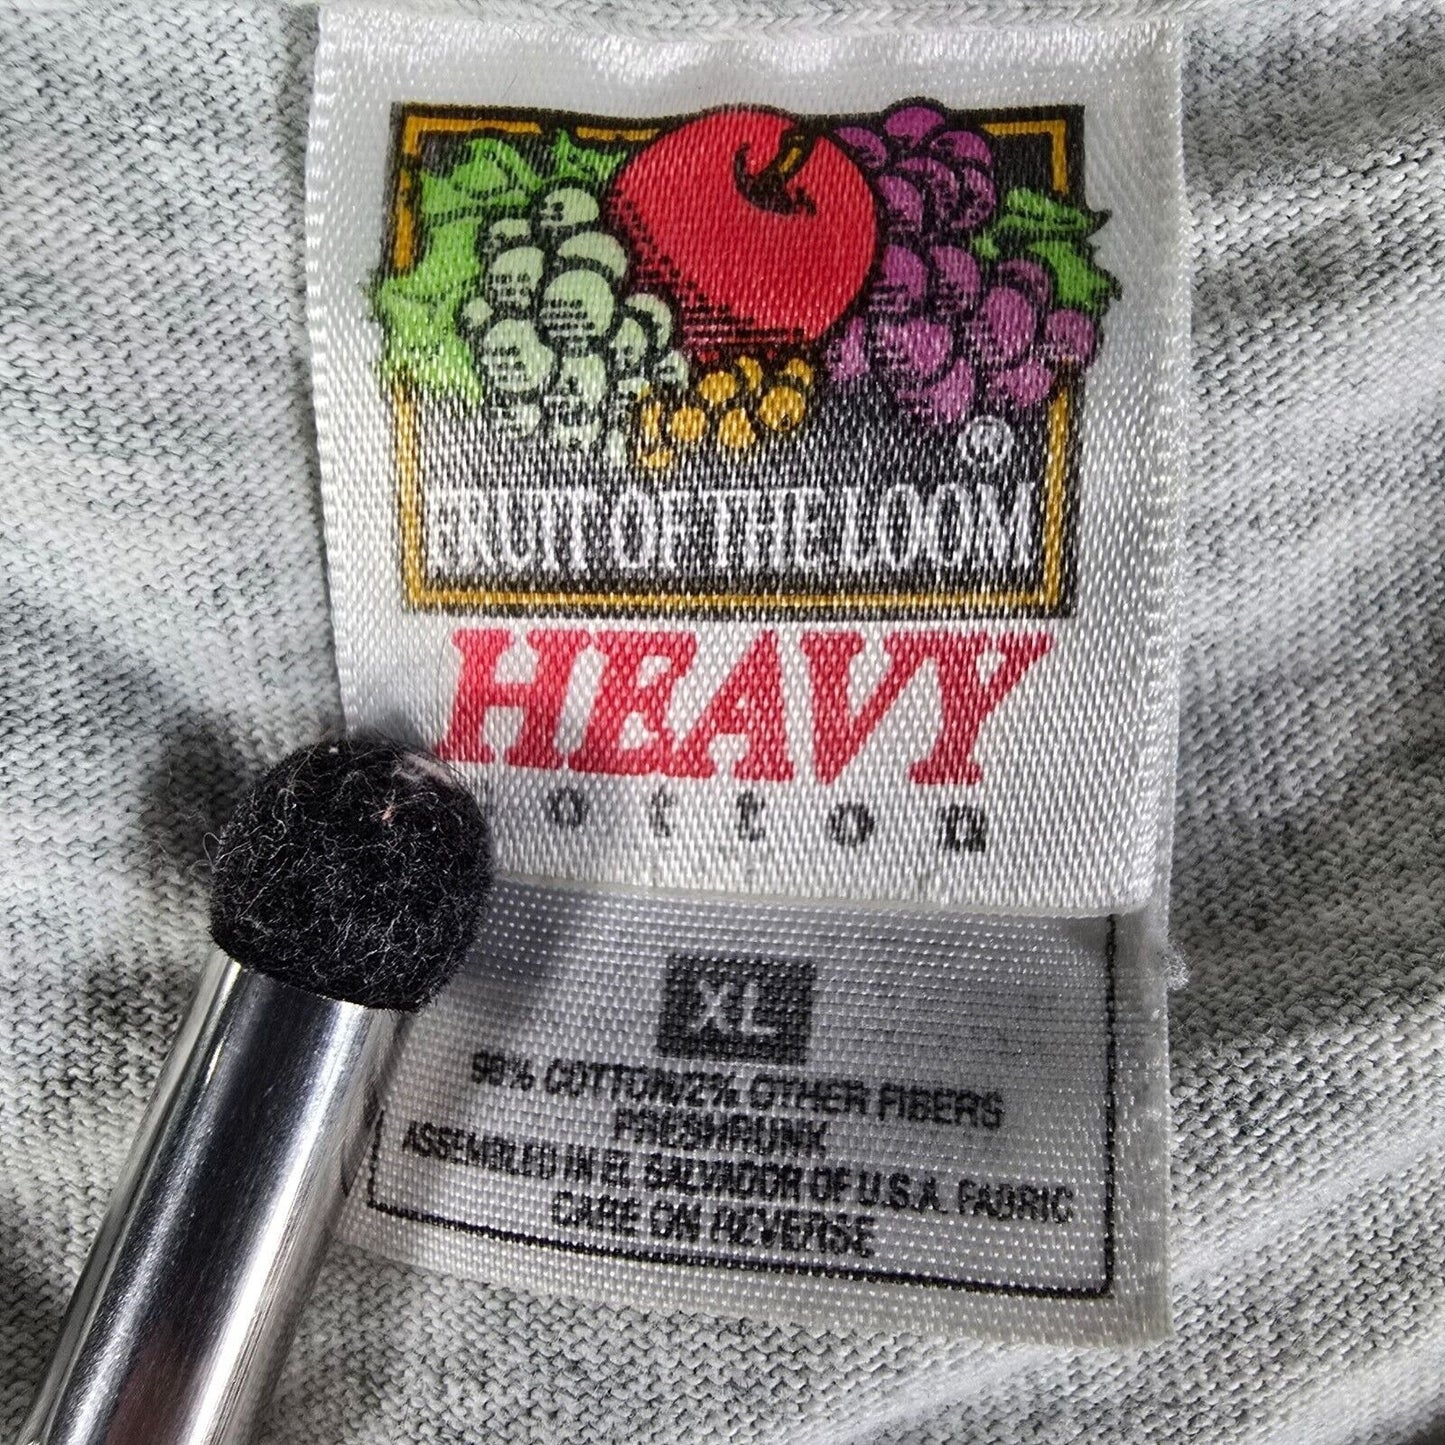 ®
FRUIT OF THE LOOM
HEAVY
otton
XL
98% COTTON/2% OTHER FIBERS
PRESHRUNK
ASSEMBLED IN EL SALVADOR OF U.S.A. FABRIC
CARE ON REVERSE